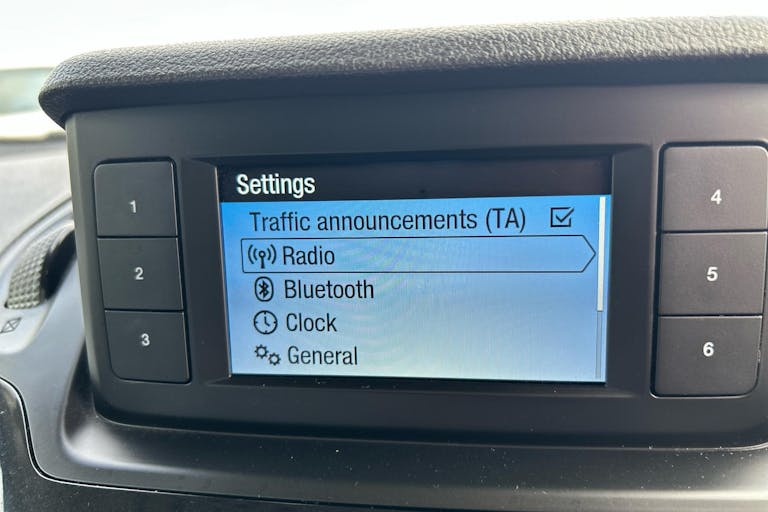 Settings
Traffic announcements (TA)
Radio
Bluetooth
Clock
General
1
2
3
4
5
6